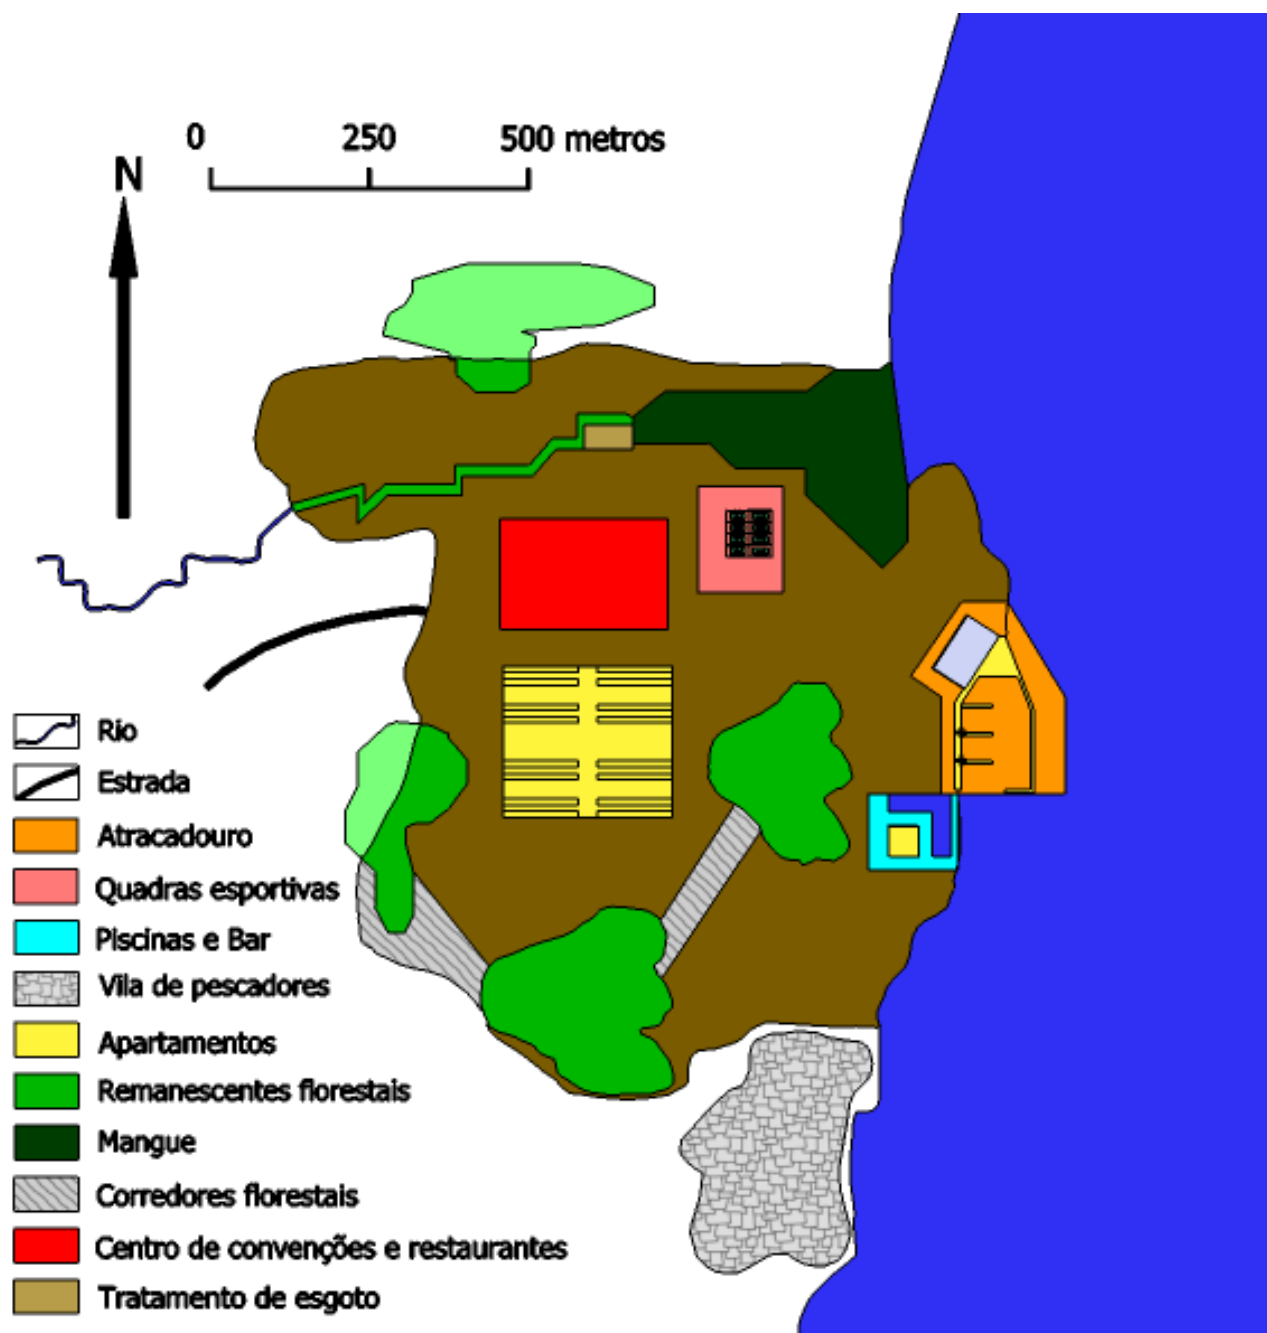 0 250 500 metros
N
Rio
Estrada
Atracadouro
Quadras esportivas
Piscinas e Bar
Vila de pescadores
Apartamentos
Remanescentes florestais
Mangue
Corredores florestais
Centro de convenções e restaurantes
Tratamento de esgoto